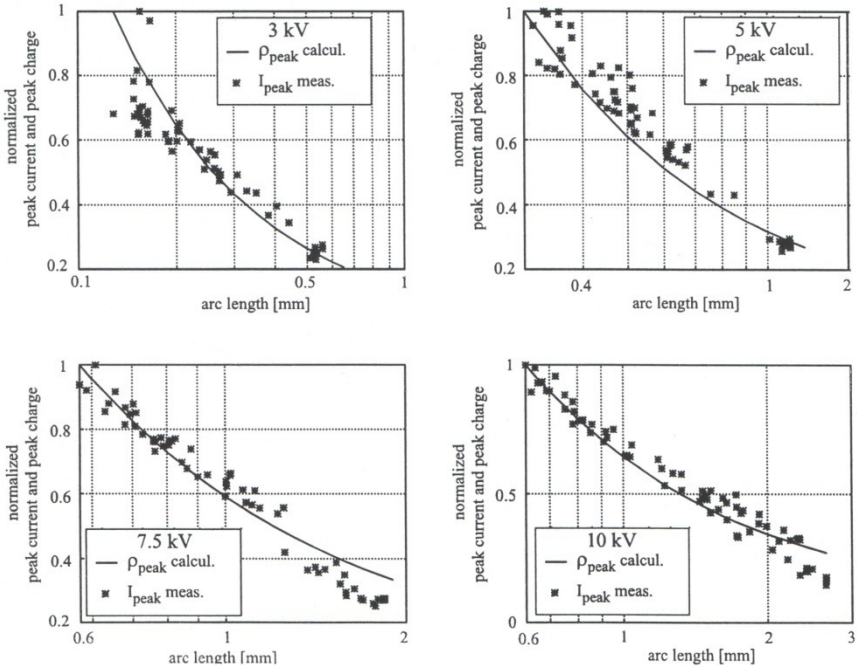 3 kV
ρpeak calcul.
Ipeak meas.
1
0.8
0.6
0.4
0.2
0.1
0.2
0.5
1
arc length [mm]
normalized
peak current and peak charge
5 kV
ρpeak calcul.
Ipeak meas.
1
0.8
0.6
0.4
0.2
0.4
1
2
arc length [mm]
normalized
peak current and peak charge
7.5 kV
ρpeak calcul.
Ipeak meas.
1
0.8
0.6
0.4
0.2
0.6
1
2
arc length [mm]
normalized
peak current and peak charge
10 kV
ρpeak calcul.
Ipeak meas.
1
0.5
0
0.6
1
2
3
arc length [mm]
normalized
peak current and peak charge